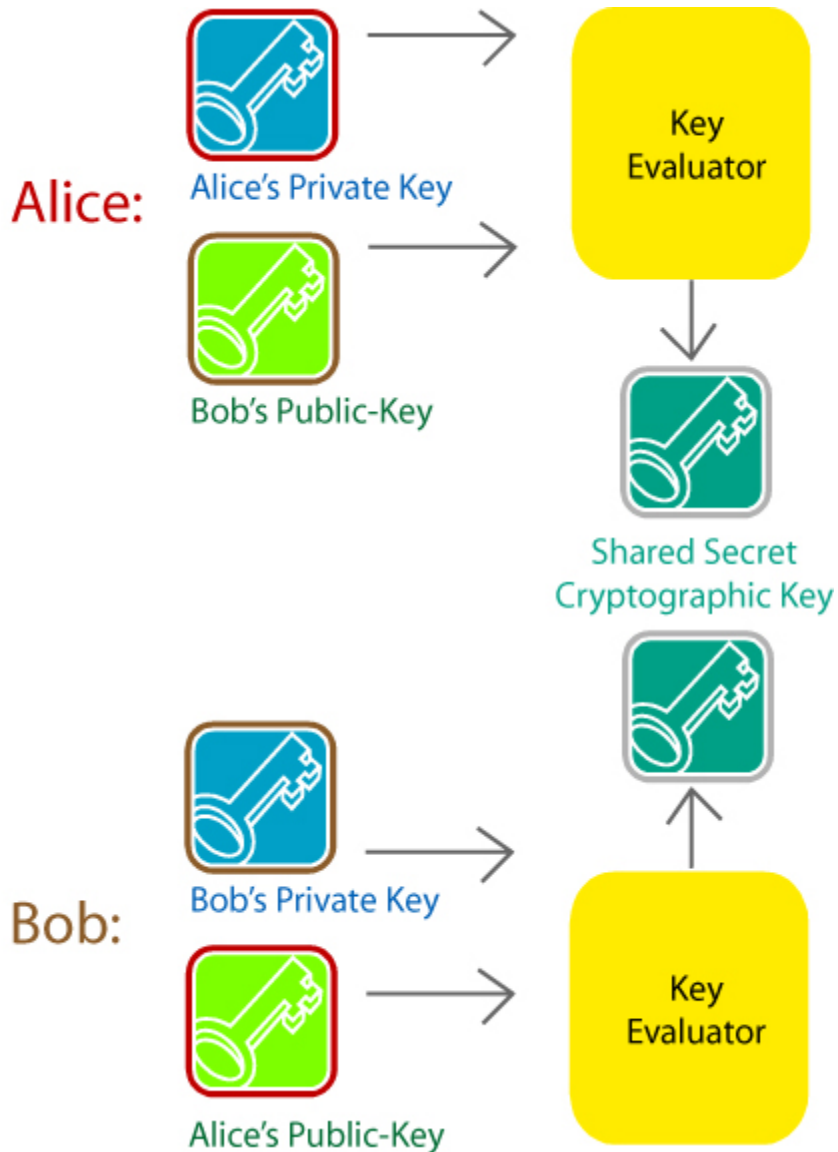 Alice:
Alice's Private Key
Bob's Public-Key
Key
Evaluator
Shared Secret
Cryptographic Key
Bob:
Bob's Private Key
Alice's Public-Key
Key
Evaluator